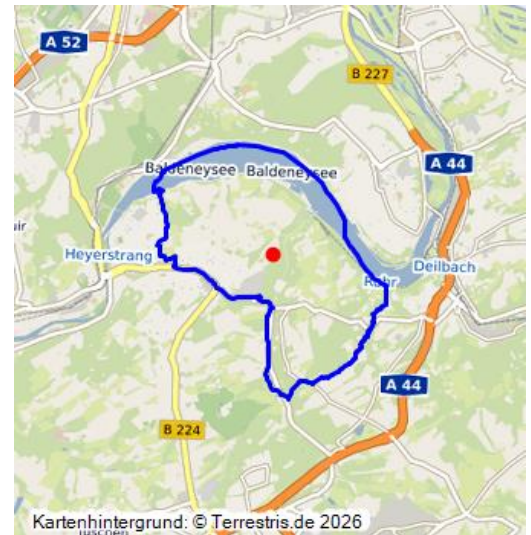 A 52
B 227
A 44
Baldeneysee Baldeneysee
Heyerstrang
Deilbach
Ruhr
A 44
B 224
Kartenhintergrund: © Terrestris.de 2026